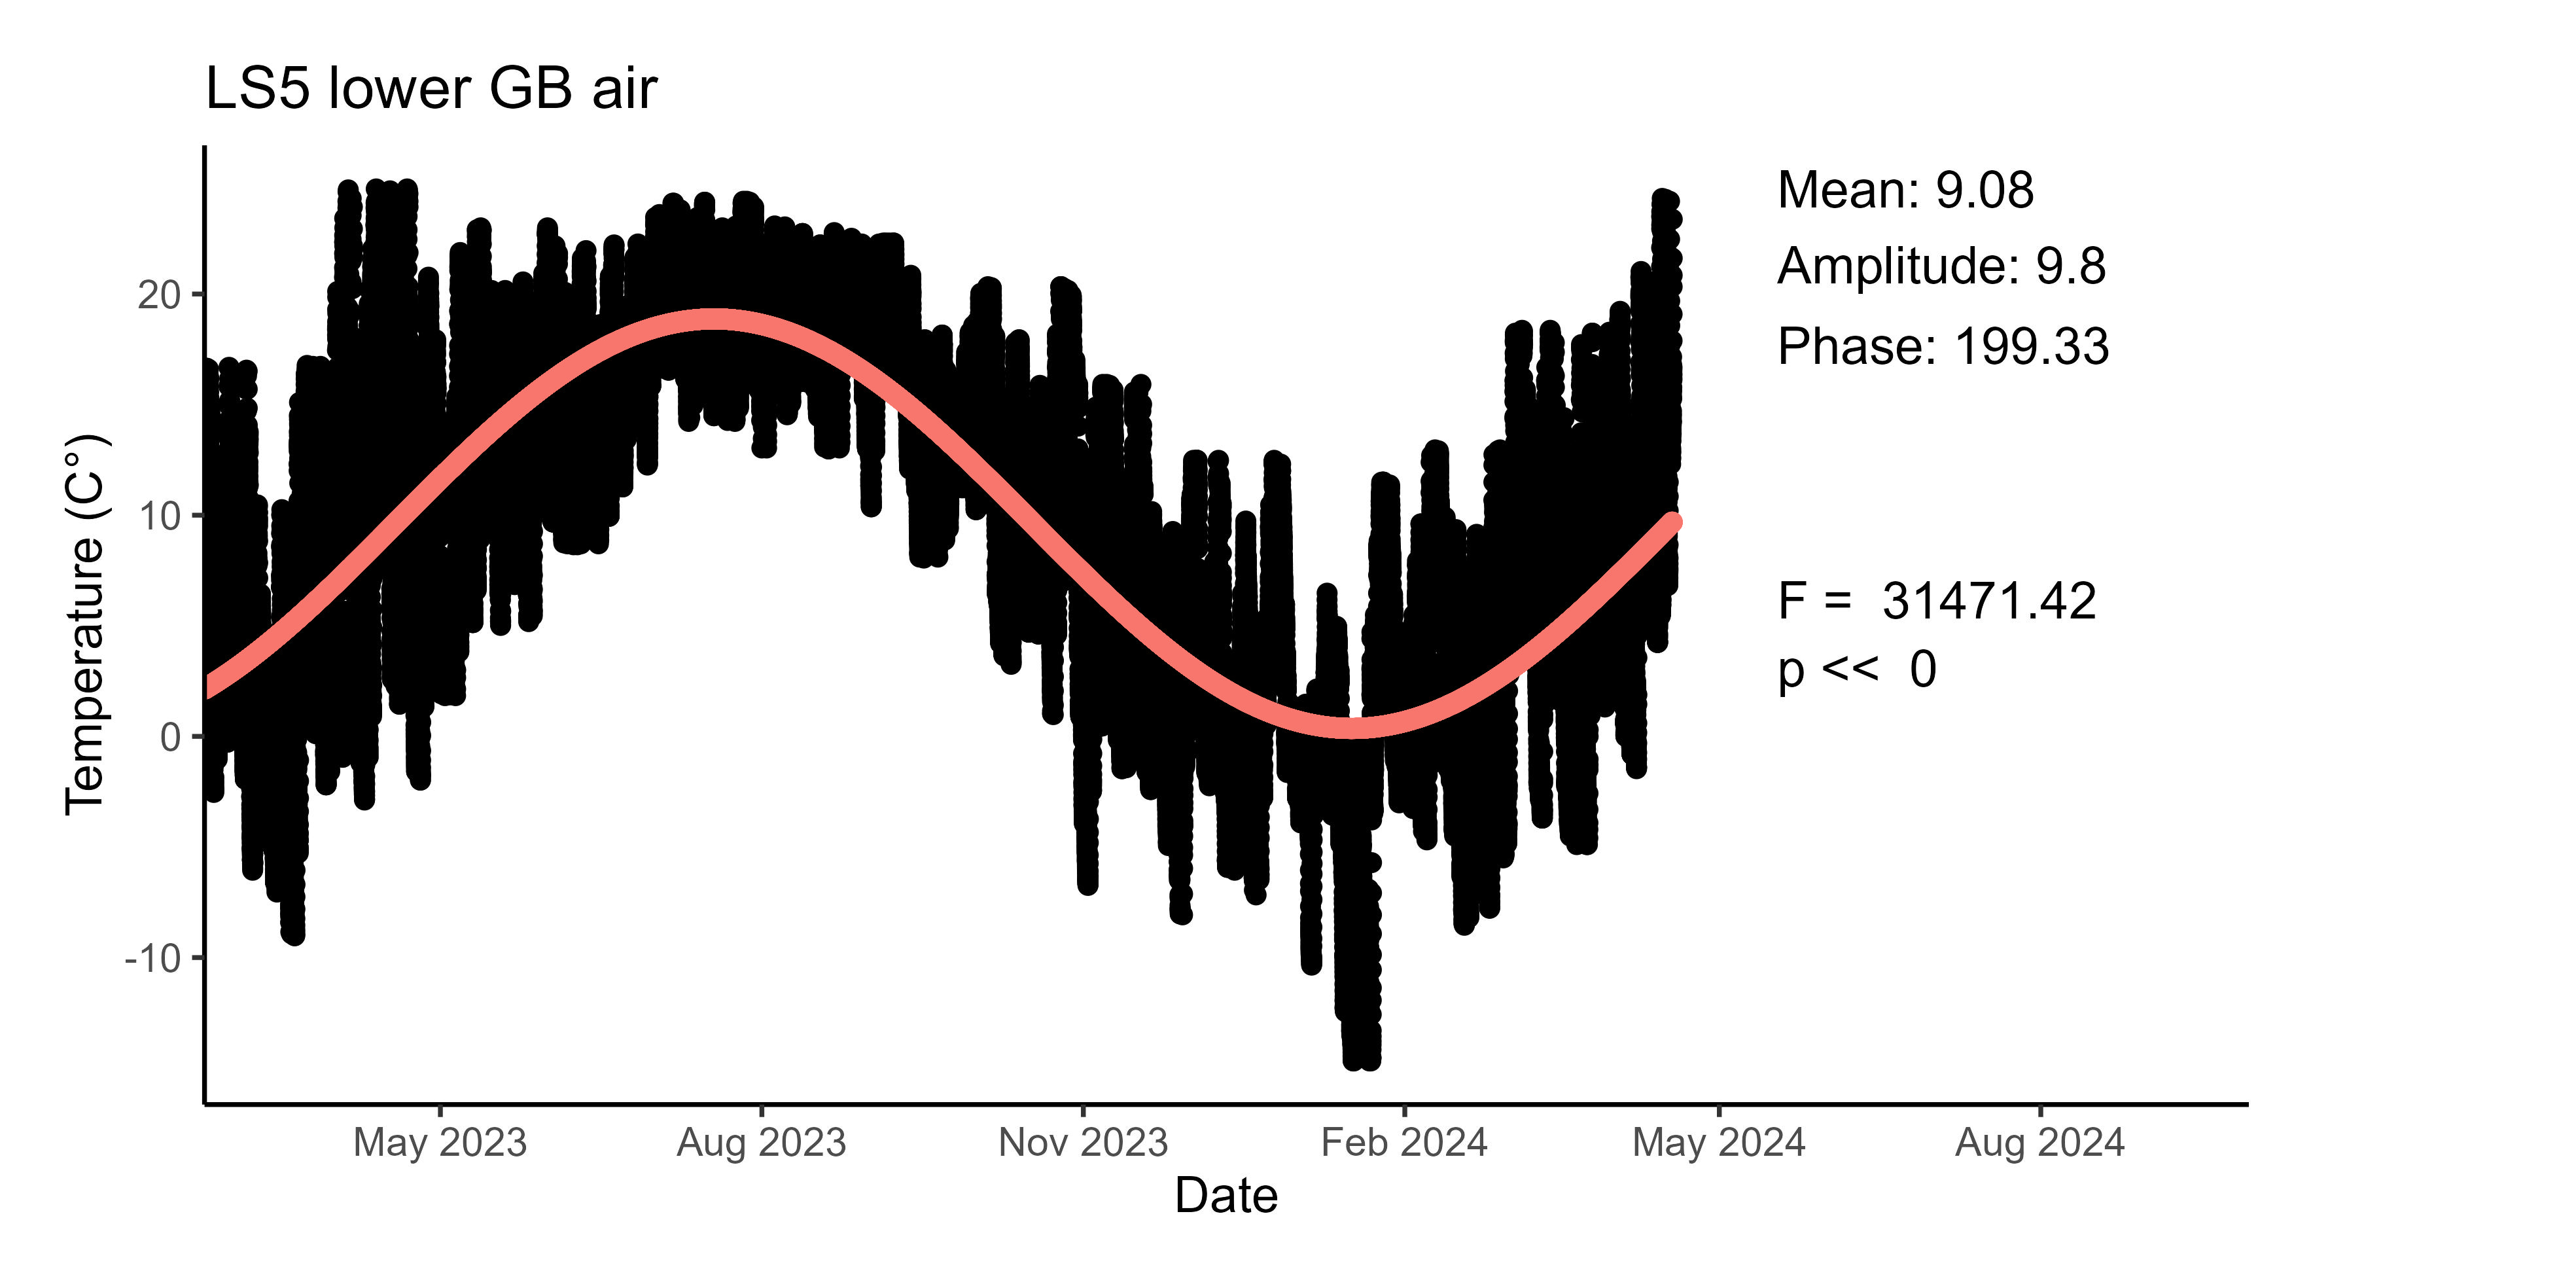 LS5 lower GB air
Mean: 9.08
Amplitude: 9.8
Phase: 199.33
F =  31471.42
p <<  0
Temperature (C°)
20
10
0
-10
May 2023
Aug 2023
Nov 2023
Feb 2024
May 2024
Aug 2024
Date